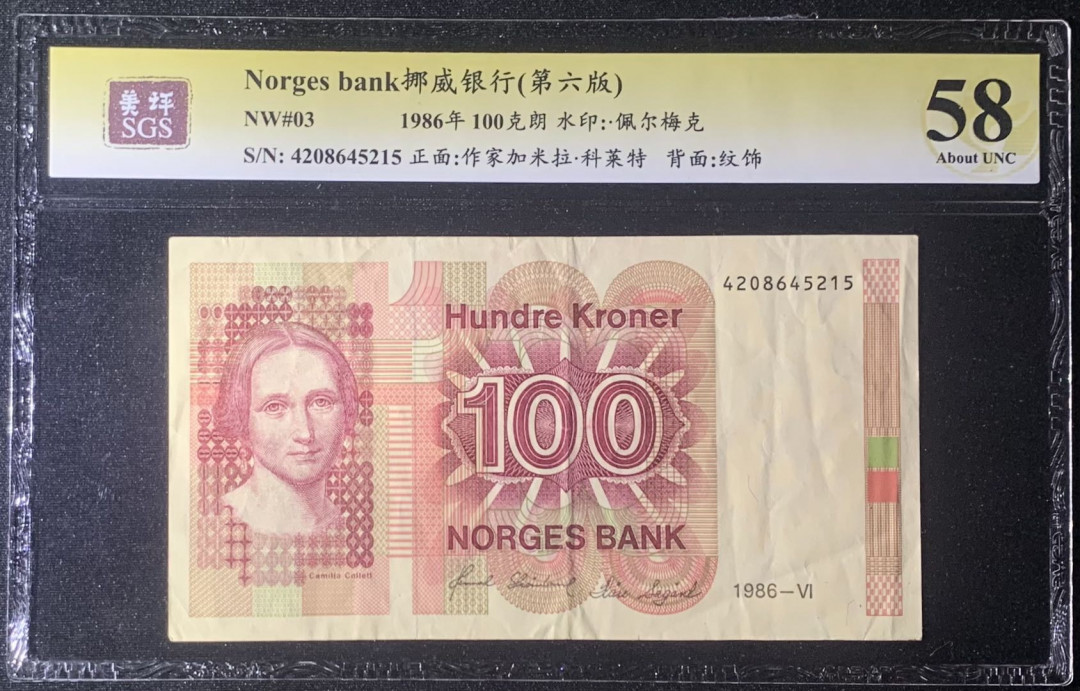 美评
SGS
Norges bank挪威银行(第六版)
NW#03 1986年 100克朗 水印:·佩尔梅克
S/N: 4208645215 正面:作家加米拉·科莱特 背面:纹饰
58
About UNC
4208645215
Hundre Kroner
100
NORGES BANK
Camilla Collett
1986–VI